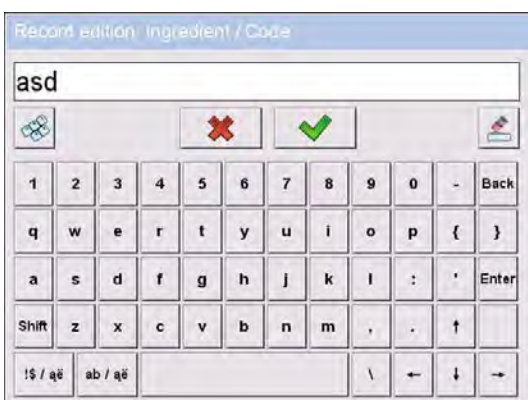 Record edition: Ingredient / Code
asd
1 2 3 4 5 6 7 8 9 0 - Back
q w e r t y u i o p { }
a s d f g h j k l : ' Enter
Shift z x c v b n m , . ↑
!$ / ąë ab / ąë \ ← ↓ →